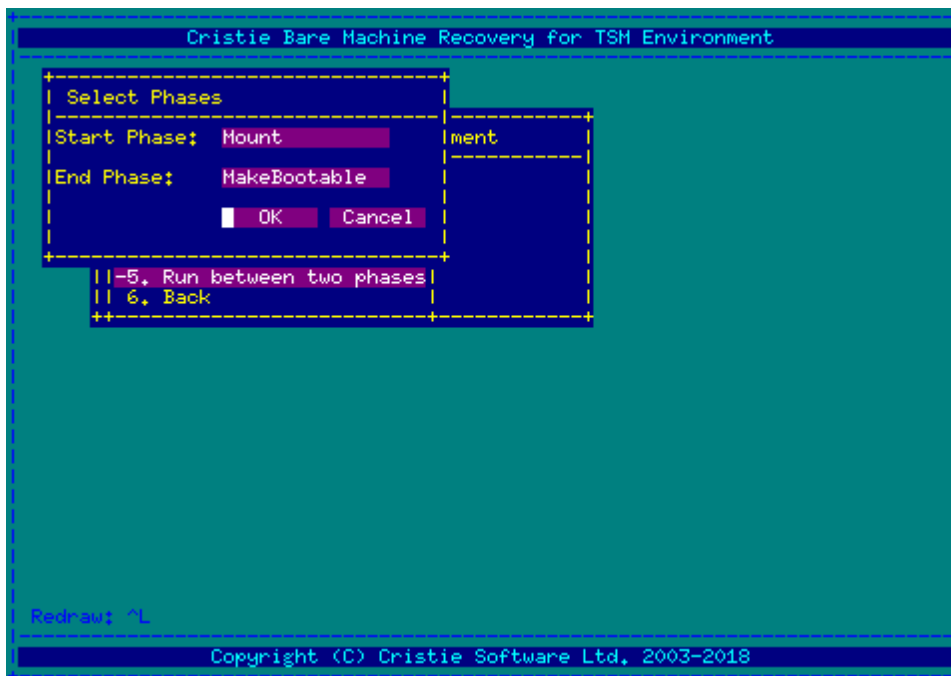 Cristie Bare Machine Recovery for TSM Environment
Select Phases
Start Phase: Mount
ment
End Phase: MakeBootable
OK Cancel
-5. Run between two phases
6. Back
Redraw: ^L
Copyright (C) Cristie Software Ltd. 2003-2018